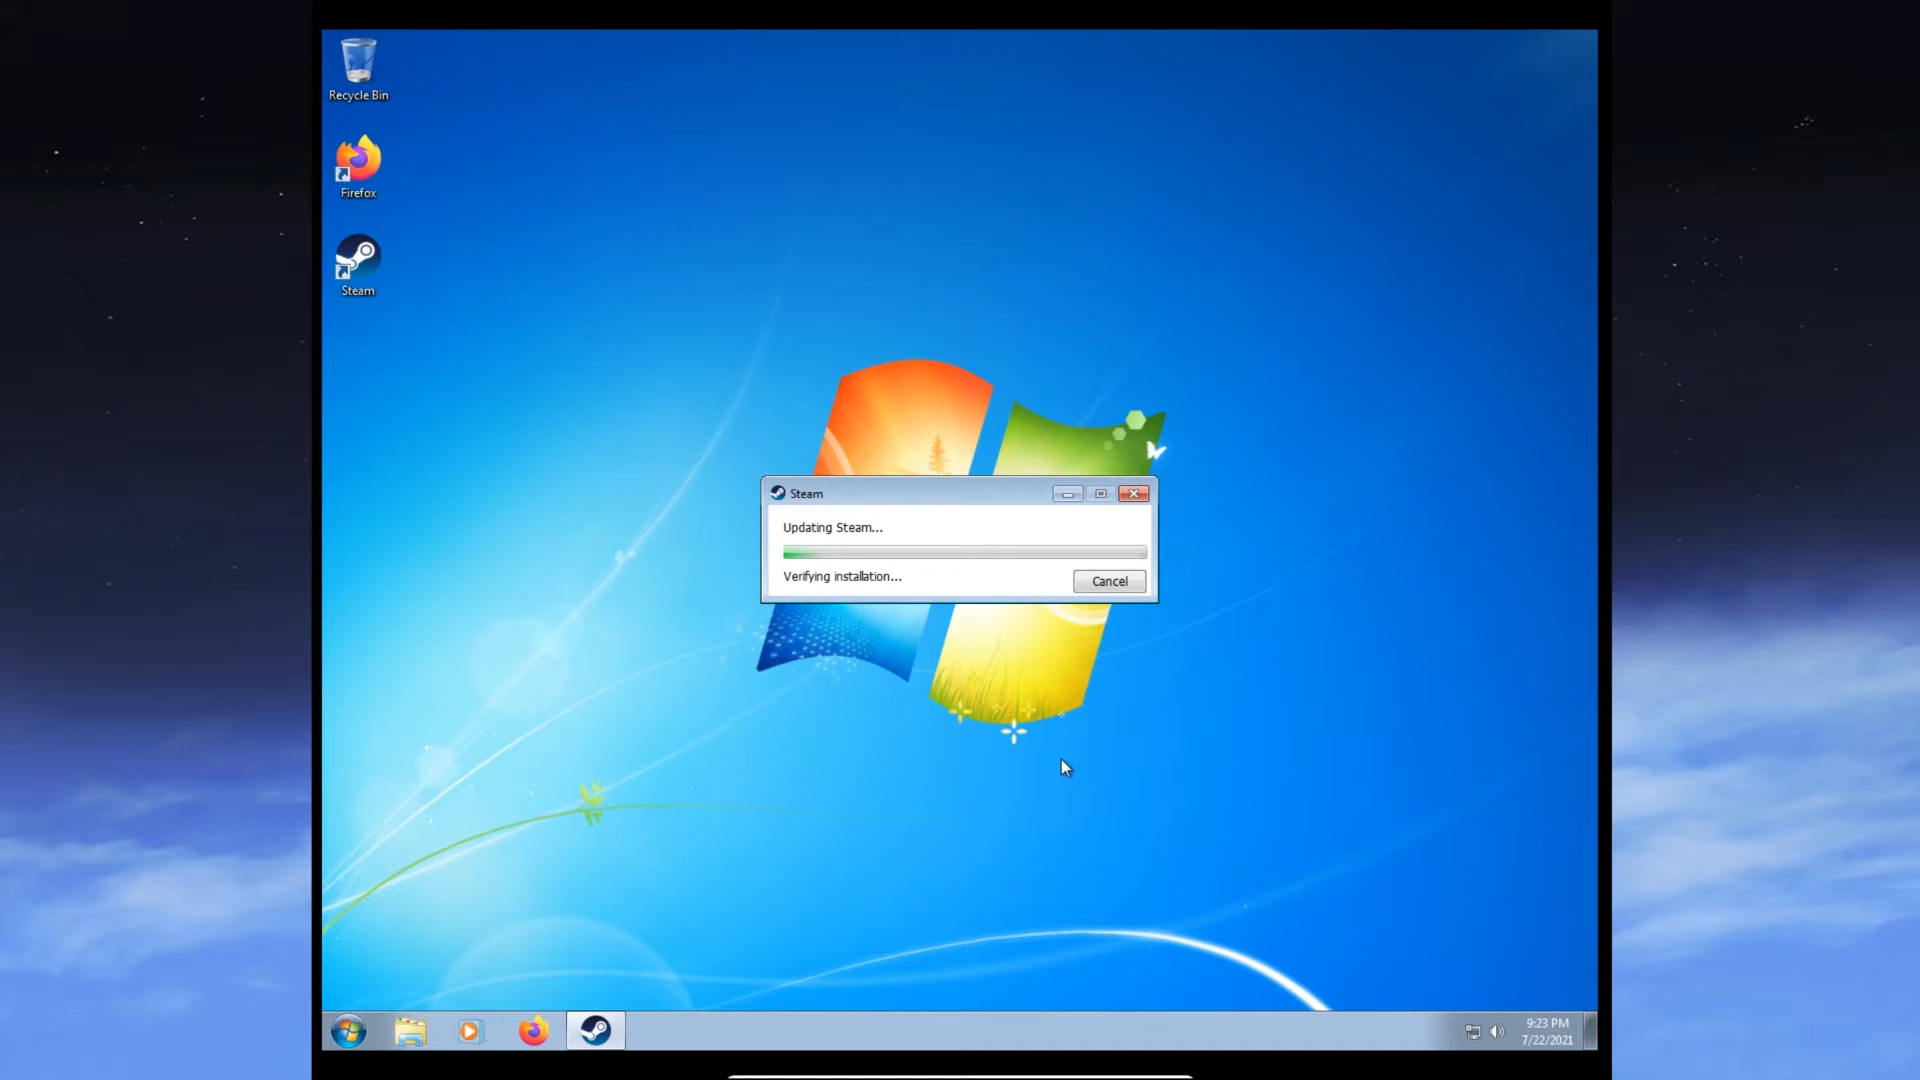 Recycle Bin
Firefox
Steam
Steam
Updating Steam...
Verifying installation...
Cancel
9:23 PM
7/22/2021